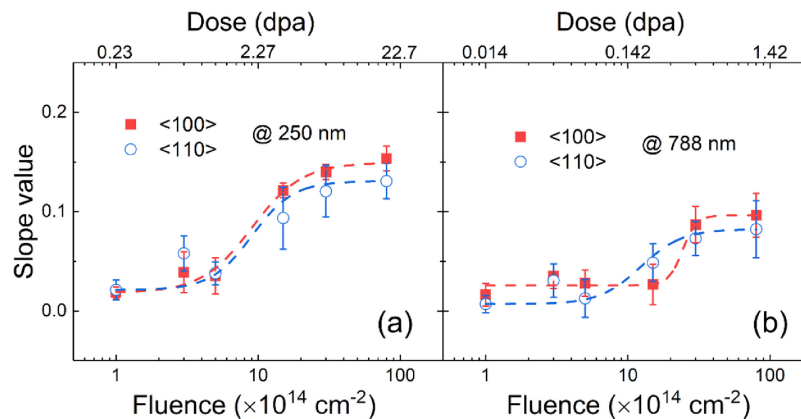 Dose (dpa)
0.23 2.27 22.7
Dose (dpa)
0.014 0.142 1.42
Slope value
0.2
0.1
0.0
<100>
<110>
@ 250 nm
(a)
<100>
<110>
@ 788 nm
(b)
1 10 100
1 10 100
Fluence (×10¹⁴ cm⁻²)
Fluence (×10¹⁴ cm⁻²)